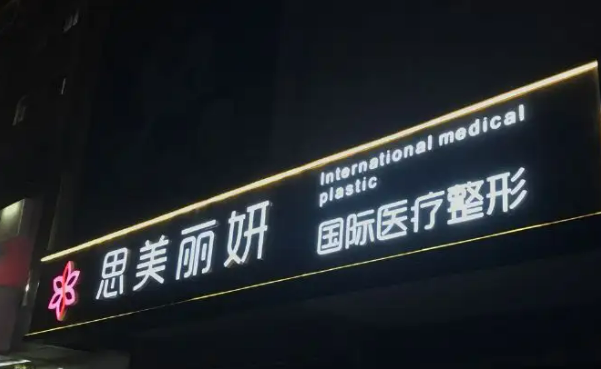 思美丽妍
International medical
plastic
国际医疗整形